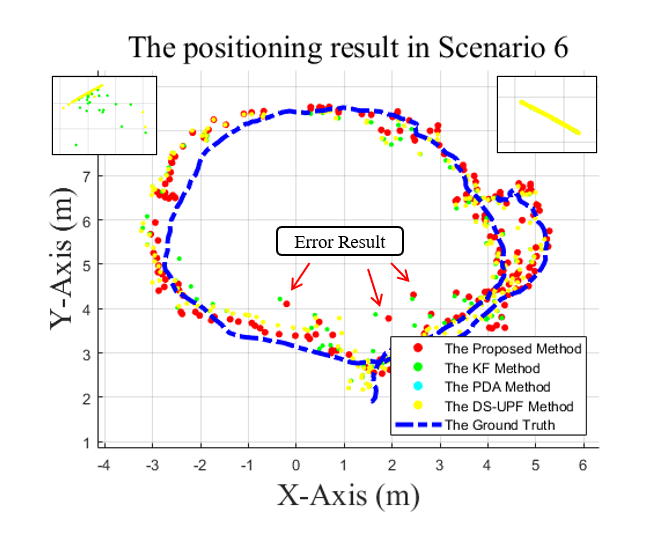 The positioning result in Scenario 6
Y-Axis (m)
7
6
5
4
3
2
1
Error Result
The Proposed Method
The KF Method
The PDA Method
The DS-UPF Method
The Ground Truth
-4 -3 -2 -1 0 1 2 3 4 5 6
X-Axis (m)